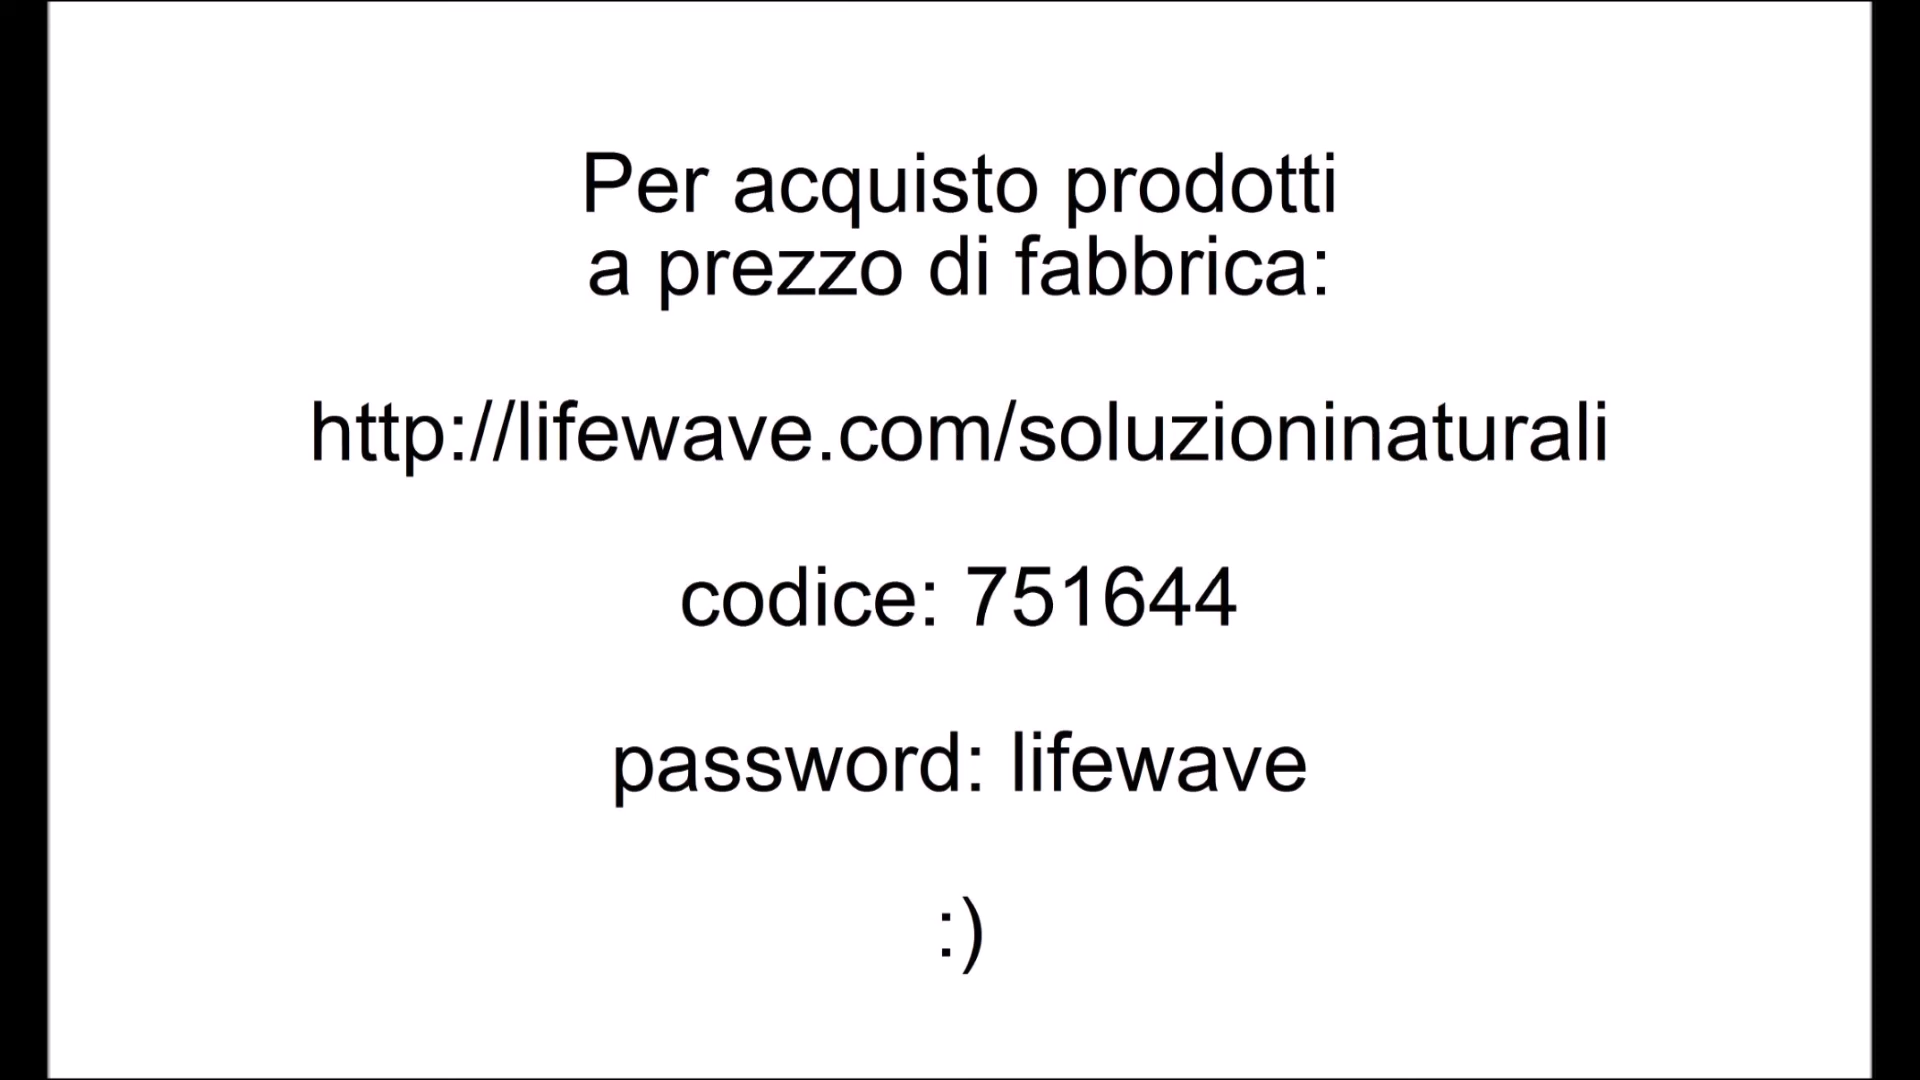 Per acquisto prodotti
a prezzo di fabbrica:
http://lifewave.com/soluzioninaturali
codice: 751644
password: lifewave
:)